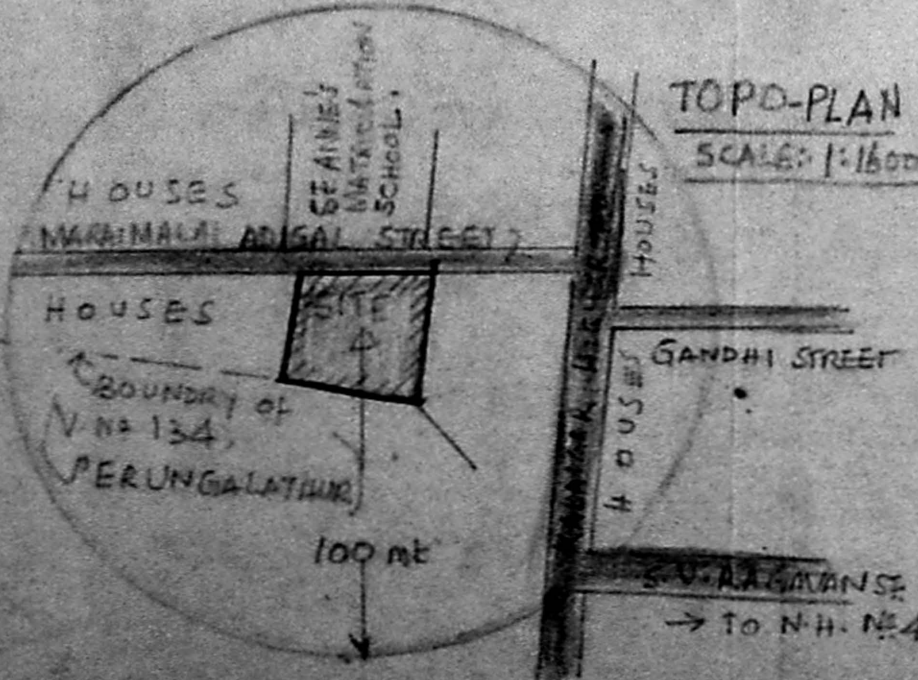 TOPO-PLAN
SCALE: 1:1600
ST ANNE'S
MATRICULATION
SCHOOL.
HOUSES
MARAIMALAI ADIGAL STREET
HOUSES
SITE
HOUSES
GANDHI STREET
HOUSES
BOUNDRY OF
V. No 134,
PERUNGALATHUR
100 mt
S.V.
→ TO N.H. No 4